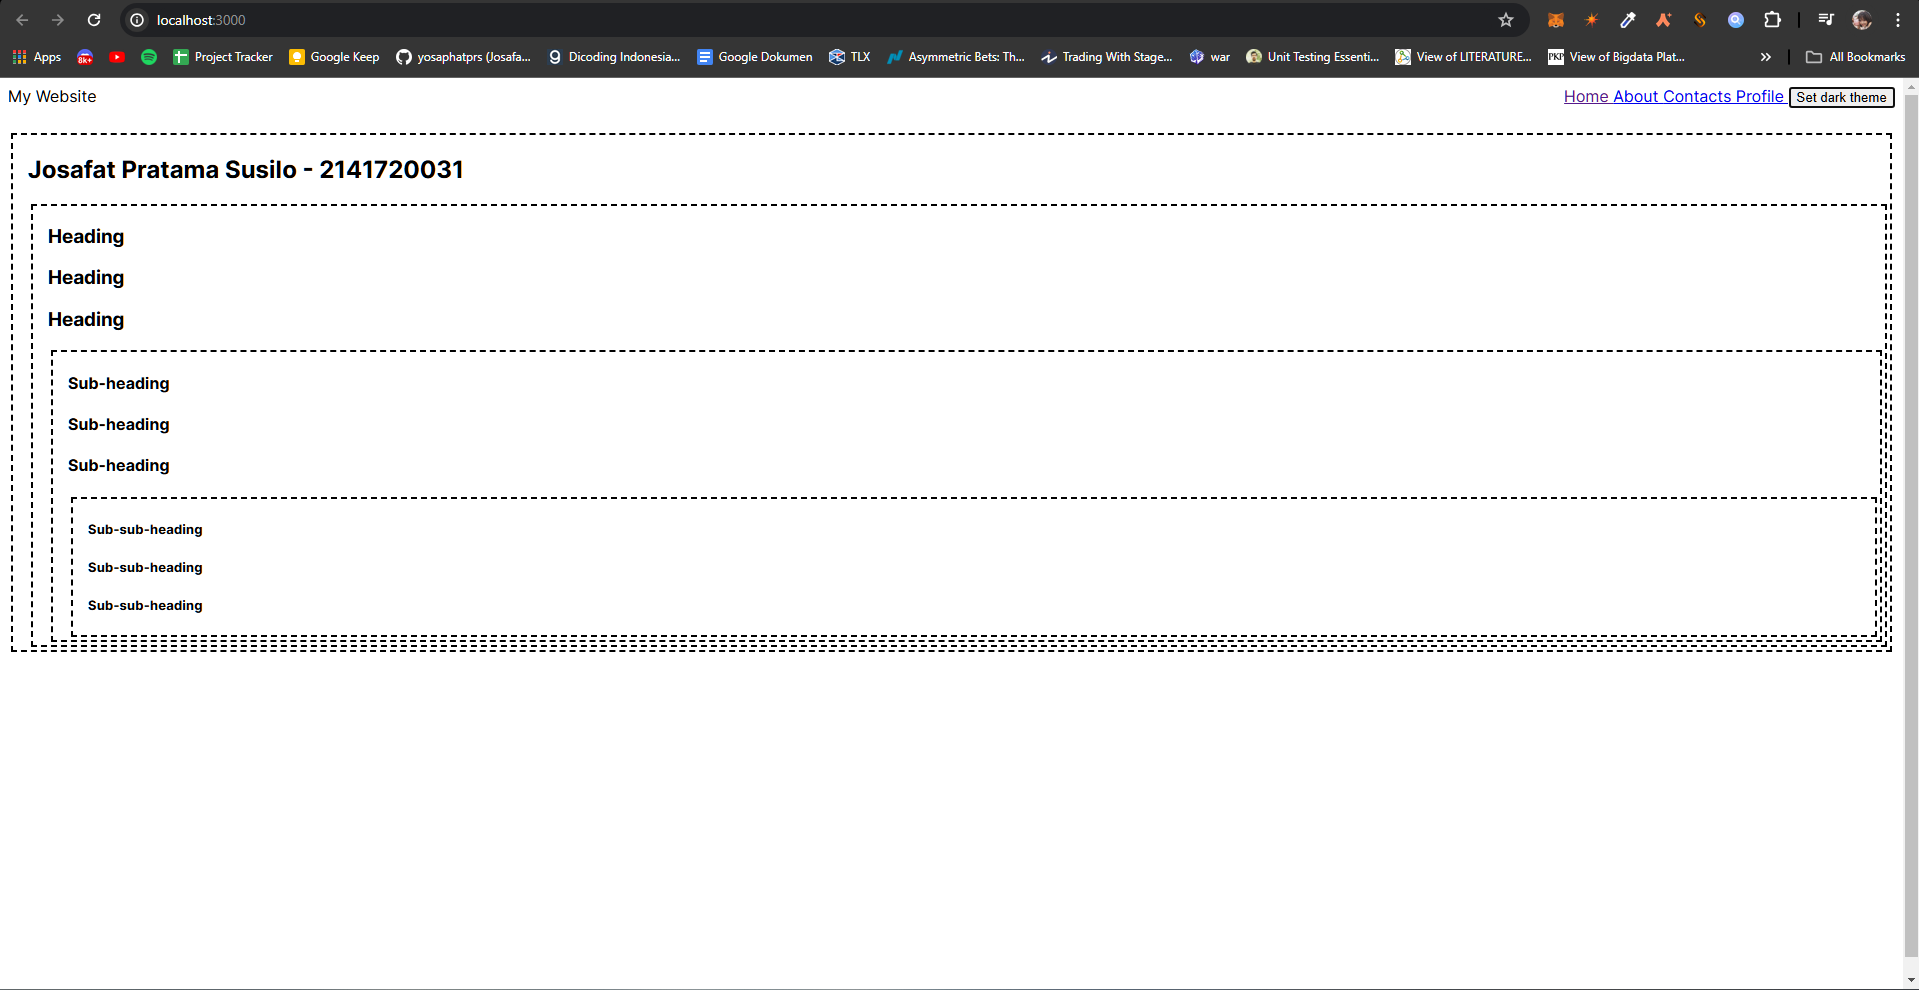 localhost:3000
Apps 8k+ Project Tracker Google Keep yosaphatprs (Josafa... Dicoding Indonesia... Google Dokumen TLX Asymmetric Bets: Th... Trading With Stage... war Unit Testing Essenti... View of LITERATURE... PKP View of Bigdata Plat... » All Bookmarks
My Website Home About Contacts Profile Set dark theme
Josafat Pratama Susilo - 2141720031
Heading
Heading
Heading
Sub-heading
Sub-heading
Sub-heading
Sub-sub-heading
Sub-sub-heading
Sub-sub-heading